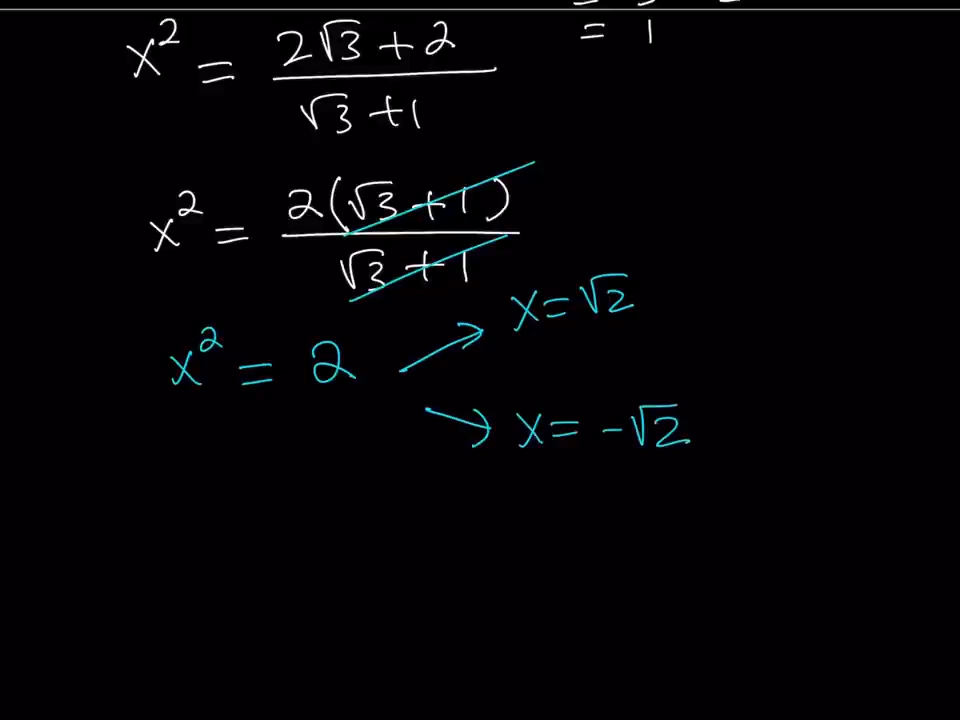 x² = (2√3 + 2)/(√3 + 1)
= 1
x² = 2(√3 + 1)/(√3 + 1)
x = √2
x² = 2
x = -√2